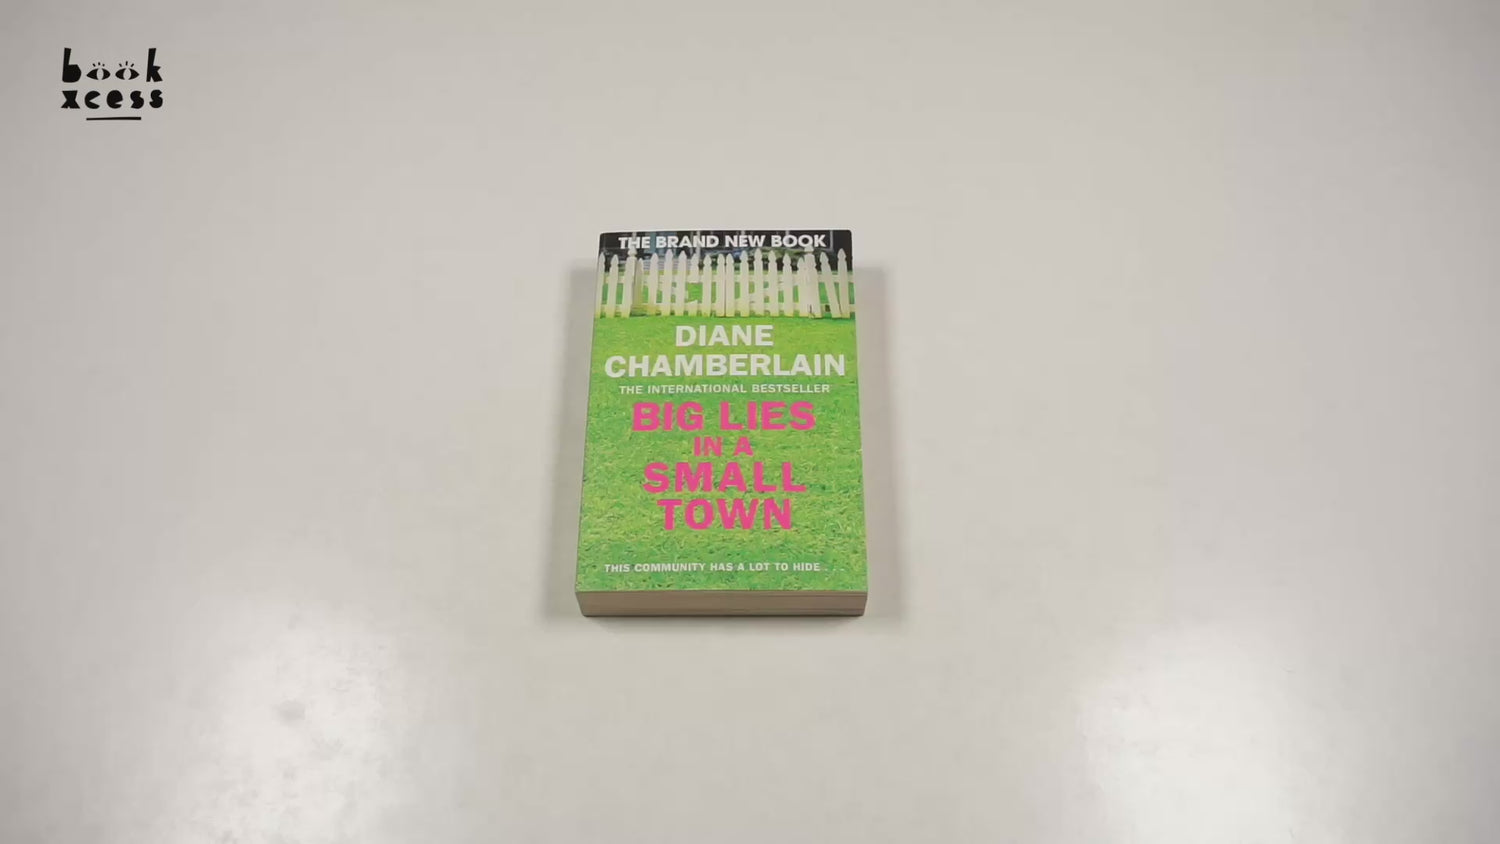 book
xcess
THE BRAND NEW BOOK
DIANE
CHAMBERLAIN
THE INTERNATIONAL BESTSELLER
BIG LIES
IN A
SMALL
TOWN
THIS COMMUNITY HAS A LOT TO HIDE . . .